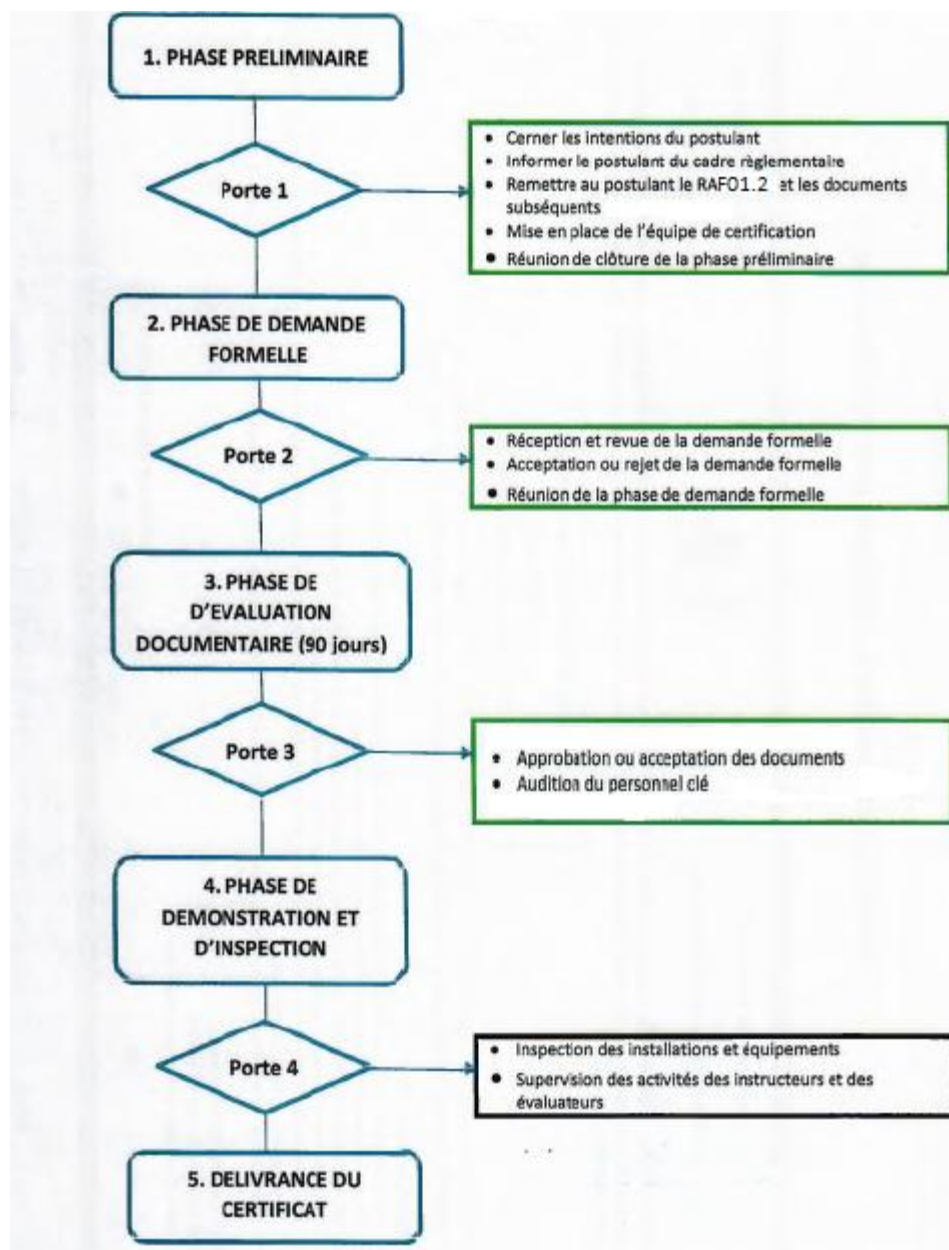 1. PHASE PRELIMINAIRE
Porte 1
• Cerner les intentions du postulant
• Informer le postulant du cadre règlementaire
• Remettre au postulant le RAF01.2 et les documents
subséquents
• Mise en place de l'équipe de certification
• Réunion de clôture de la phase préliminaire
2. PHASE DE DEMANDE
FORMELLE
Porte 2
• Réception et revue de la demande formelle
• Acceptation ou rejet de la demande formelle
• Réunion de la phase de demande formelle
3. PHASE DE
D'EVALUATION
DOCUMENTAIRE (90 jours)
Porte 3
• Approbation ou acceptation des documents
• Audition du personnel clé
4. PHASE DE
DEMONSTRATION ET
D'INSPECTION
Porte 4
• Inspection des installations et équipements
• Supervision des activités des instructeurs et des
évaluateurs
5. DELIVRANCE DU
CERTIFICAT